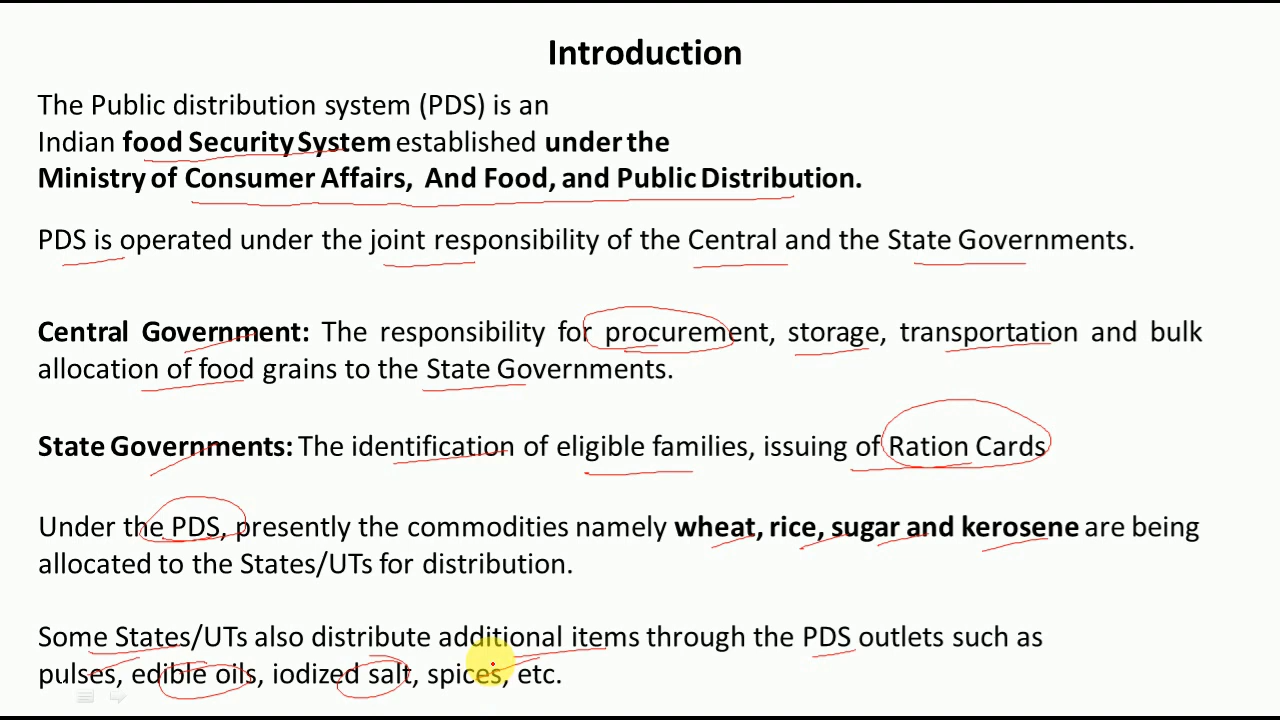 Introduction
The Public distribution system (PDS) is an
Indian food Security System established under the
Ministry of Consumer Affairs, And Food, and Public Distribution.
PDS is operated under the joint responsibility of the Central and the State Governments.
Central Government: The responsibility for procurement, storage, transportation and bulk
allocation of food grains to the State Governments.
State Governments: The identification of eligible families, issuing of Ration Cards
Under the PDS, presently the commodities namely wheat, rice, sugar and kerosene are being
allocated to the States/UTs for distribution.
Some States/UTs also distribute additional items through the PDS outlets such as
pulses, edible oils, iodized salt, spices, etc.